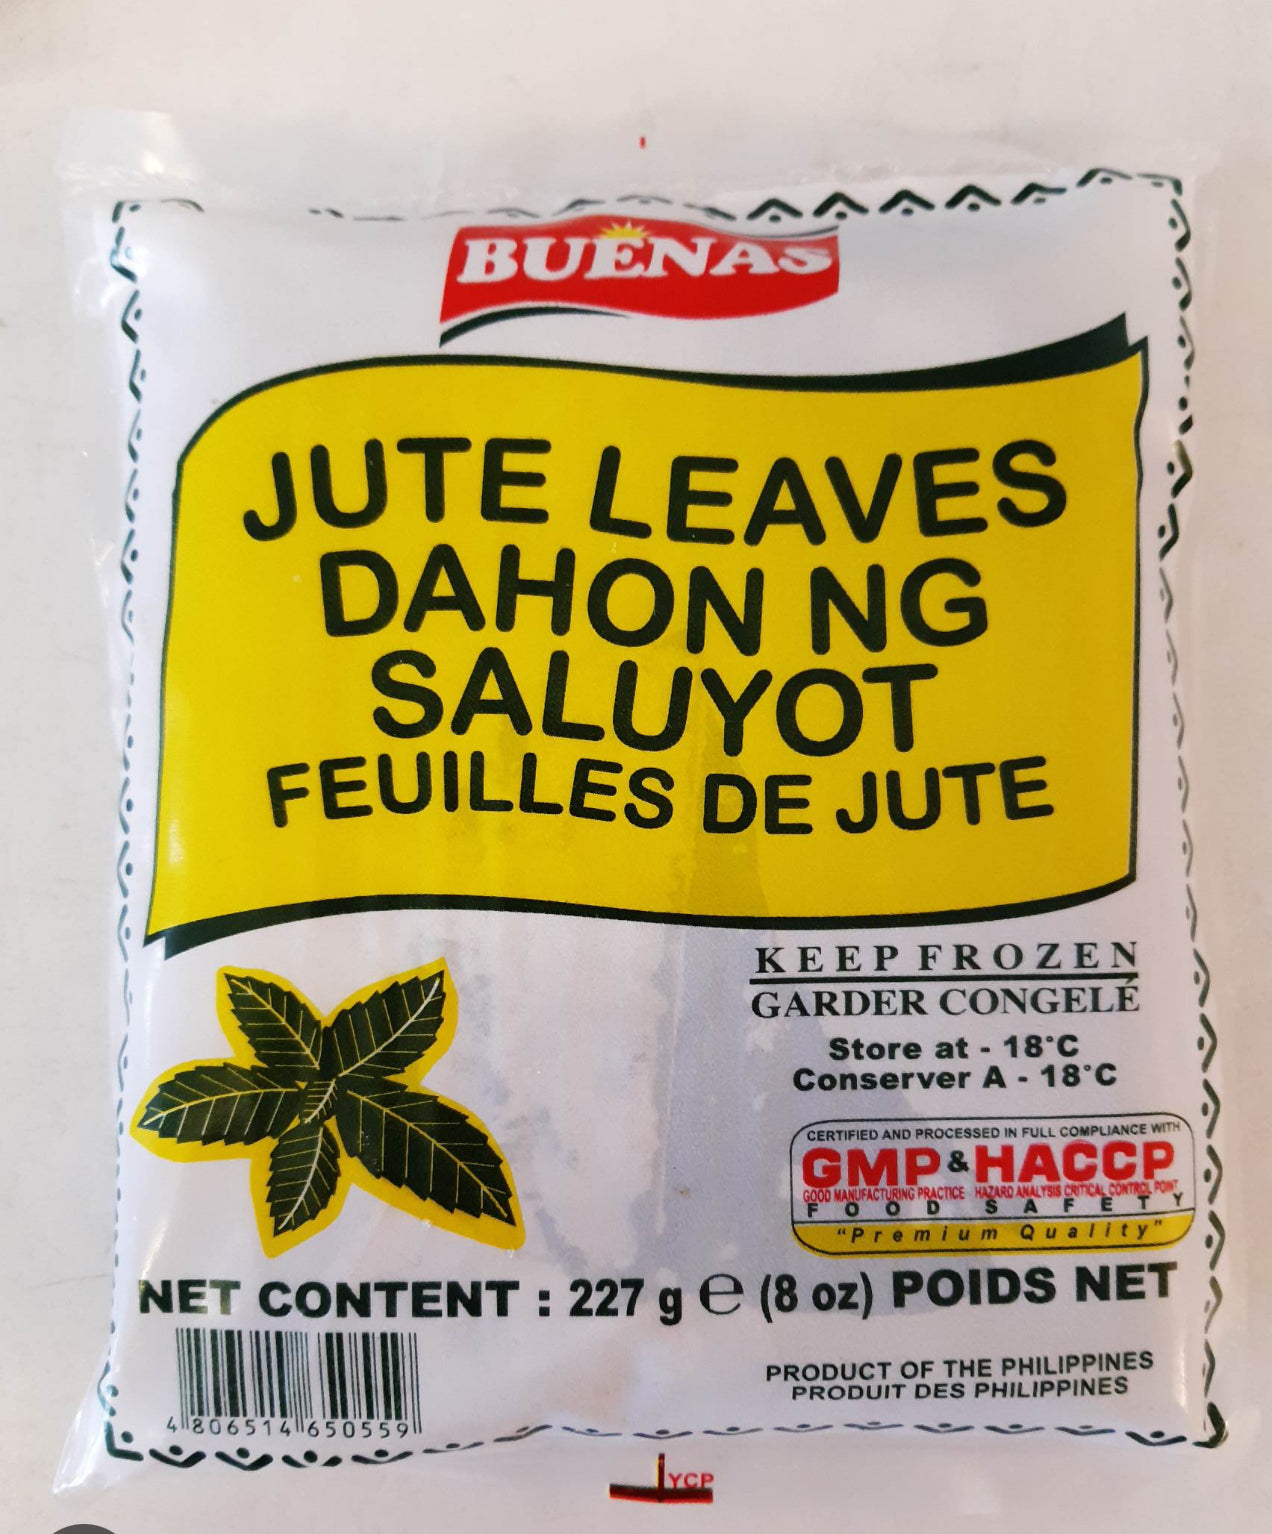 BUENAS
JUTE LEAVES
DAHON NG
SALUYOT
FEUILLES DE JUTE
KEEP FROZEN
GARDER CONGELÉ
Store at - 18°C
Conserver A - 18°C
CERTIFIED AND PROCESSED IN FULL COMPLIANCE WITH
GMP & HACCP
GOOD MANUFACTURING PRACTICE HAZARD ANALYSIS CRITICAL CONTROL POINT
FOOD SAFETY
"Premium Quality"
NET CONTENT : 227 g ℮ (8 oz) POIDS NET
4 806514 650559
PRODUCT OF THE PHILIPPINES
PRODUIT DES PHILIPPINES
YCP